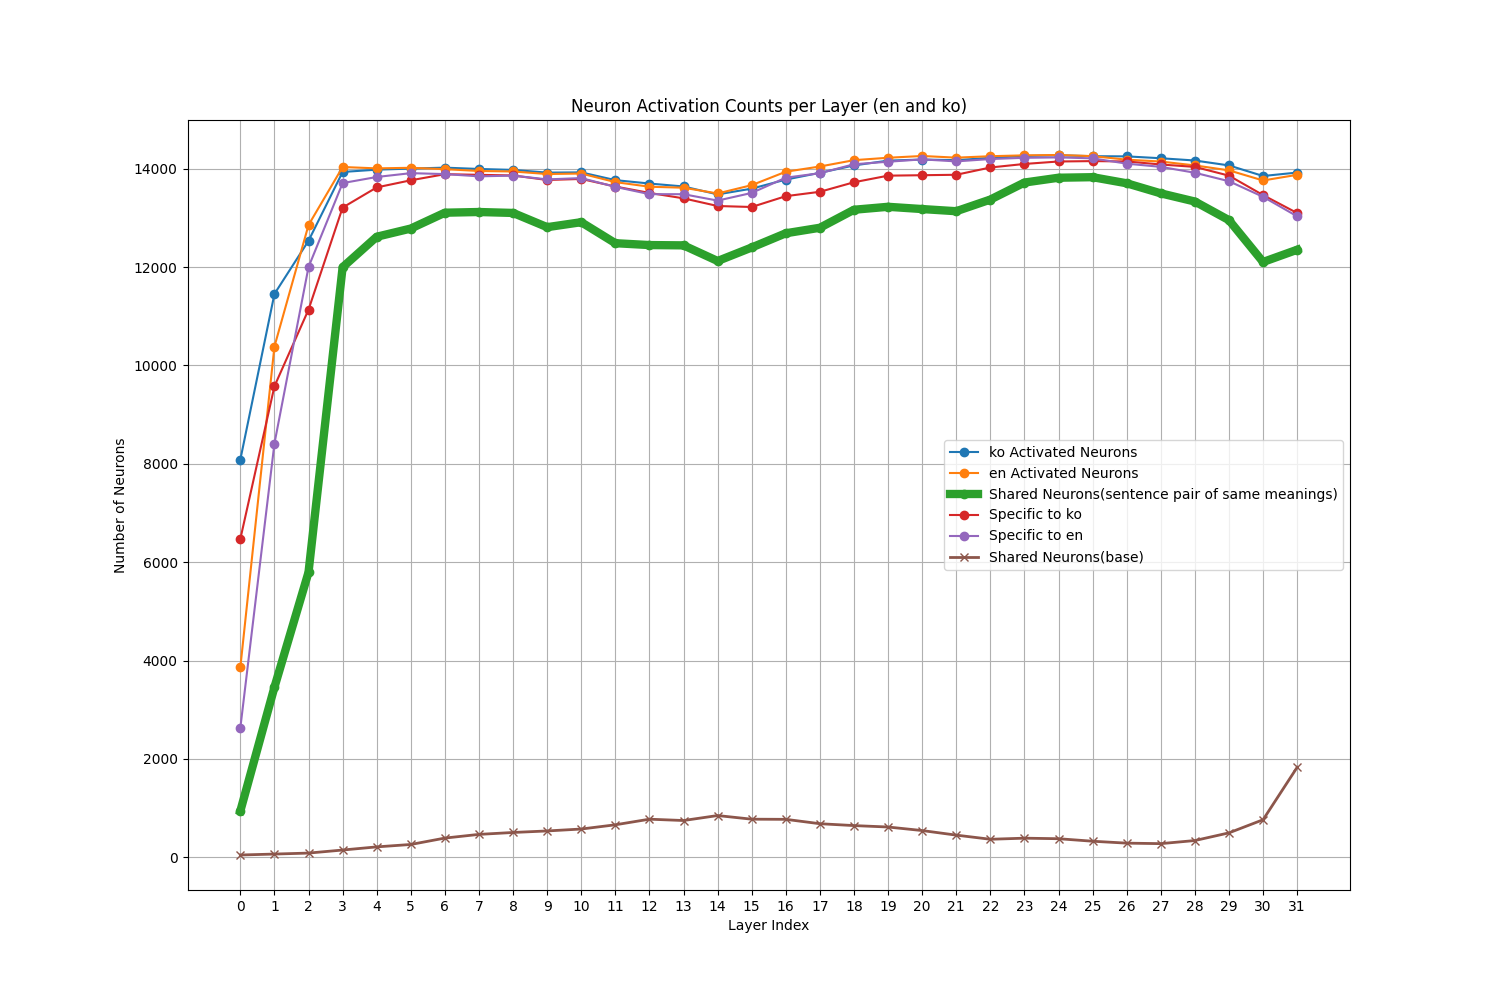 Neuron Activation Counts per Layer (en and ko)
Number of Neurons
14000
12000
10000
8000
6000
4000
2000
0
ko Activated Neurons
en Activated Neurons
Shared Neurons(sentence pair of same meanings)
Specific to ko
Specific to en
Shared Neurons(base)
0 1 2 3 4 5 6 7 8 9 10 11 12 13 14 15 16 17 18 19 20 21 22 23 24 25 26 27 28 29 30 31
Layer Index